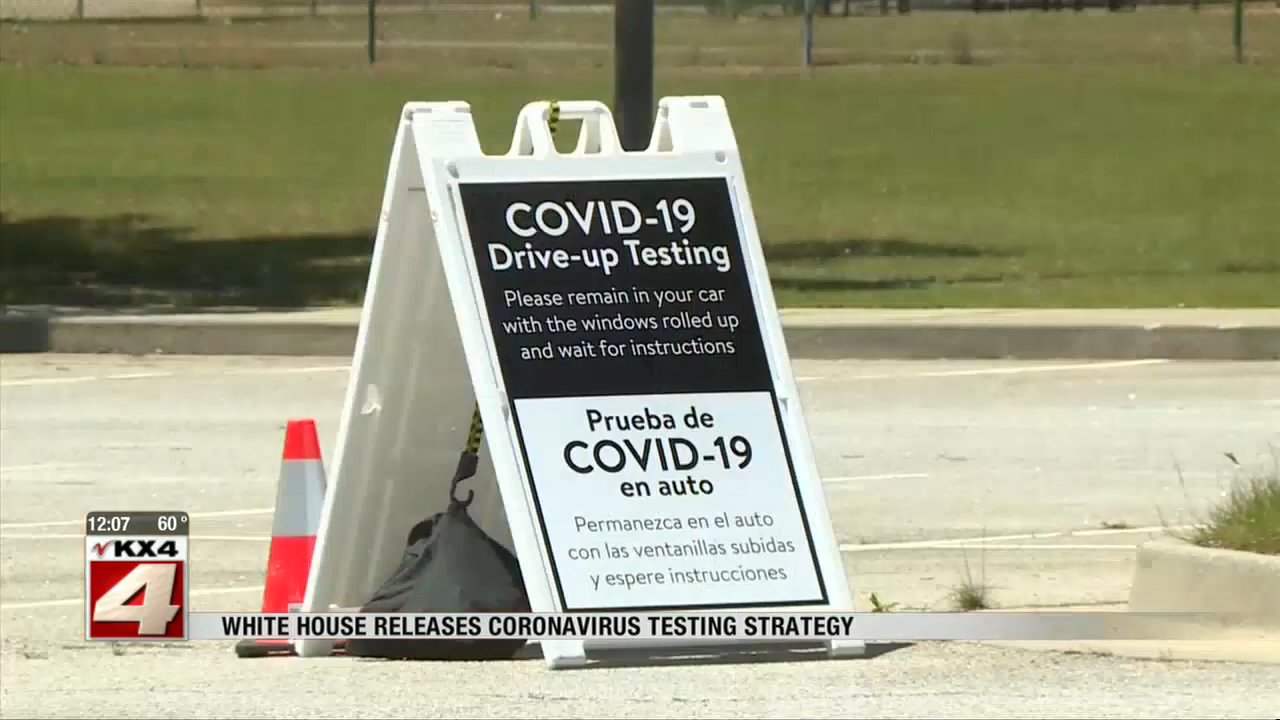 COVID-19
Drive-up Testing
Please remain in your car
with the windows rolled up
and wait for instructions
Prueba de
COVID-19
en auto
Permanezca en el auto
con las ventanillas subidas
y espere instrucciones
12:07 60°
KX4
4
WHITE HOUSE RELEASES CORONAVIRUS TESTING STRATEGY